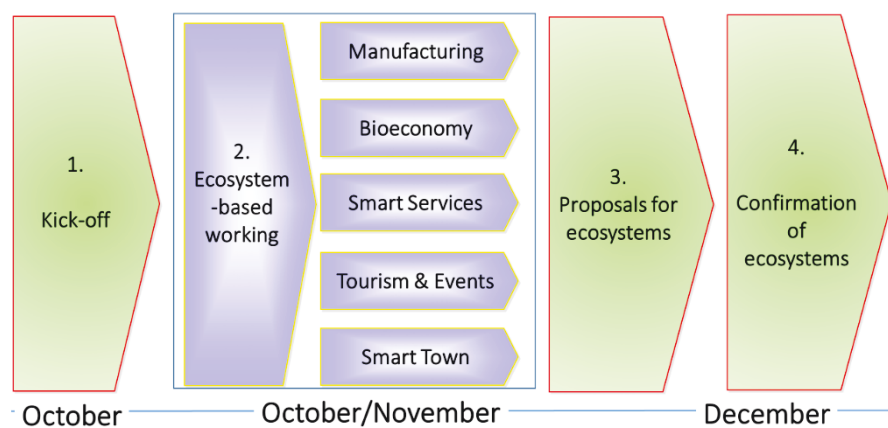 1.
Kick-off
2.
Ecosystem
-based
working
Manufacturing
Bioeconomy
Smart Services
Tourism & Events
Smart Town
3.
Proposals for
ecosystems
4.
Confirmation
of
ecosystems
October
October/November
December